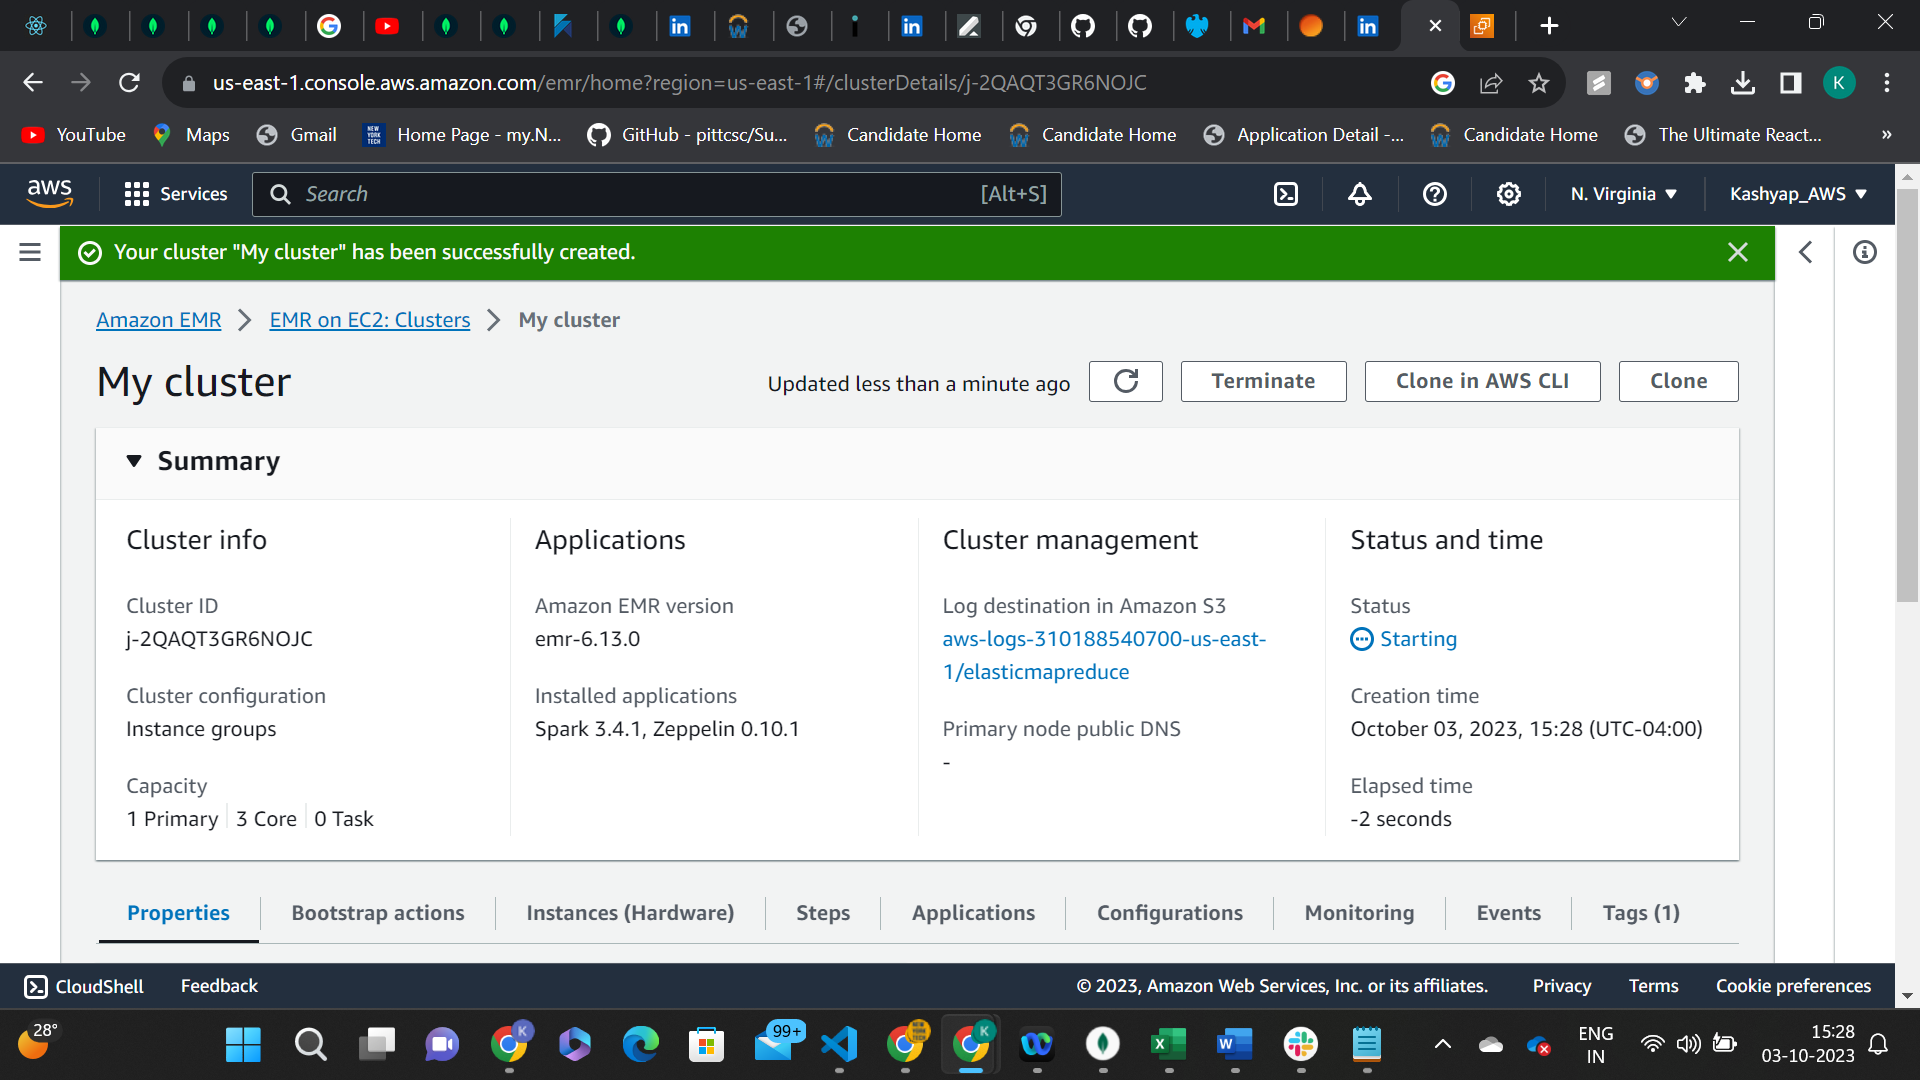 us-east-1.console.aws.amazon.com/emr/home?region=us-east-1#/clusterDetails/j-2QAQT3GR6NOJC
K
YouTube Maps Gmail Home Page - my.N... GitHub - pittcsc/Su... Candidate Home Candidate Home Application Detail -... Candidate Home The Ultimate React... »
aws Services Search [Alt+S] N. Virginia Kashyap_AWS
Your cluster "My cluster" has been successfully created.
Amazon EMR EMR on EC2: Clusters My cluster
My cluster
Updated less than a minute ago Terminate Clone in AWS CLI Clone
Summary
Cluster info
Cluster ID
j-2QAQT3GR6NOJC
Cluster configuration
Instance groups
Capacity
1 Primary 3 Core 0 Task
Applications
Amazon EMR version
emr-6.13.0
Installed applications
Spark 3.4.1, Zeppelin 0.10.1
Cluster management
Log destination in Amazon S3
aws-logs-310188540700-us-east-
1/elasticmapreduce
Primary node public DNS
-
Status and time
Status
Starting
Creation time
October 03, 2023, 15:28 (UTC-04:00)
Elapsed time
-2 seconds
Properties Bootstrap actions Instances (Hardware) Steps Applications Configurations Monitoring Events Tags (1)
CloudShell Feedback © 2023, Amazon Web Services, Inc. or its affiliates. Privacy Terms Cookie preferences
28°
99+
ENG
IN
15:28
03-10-2023